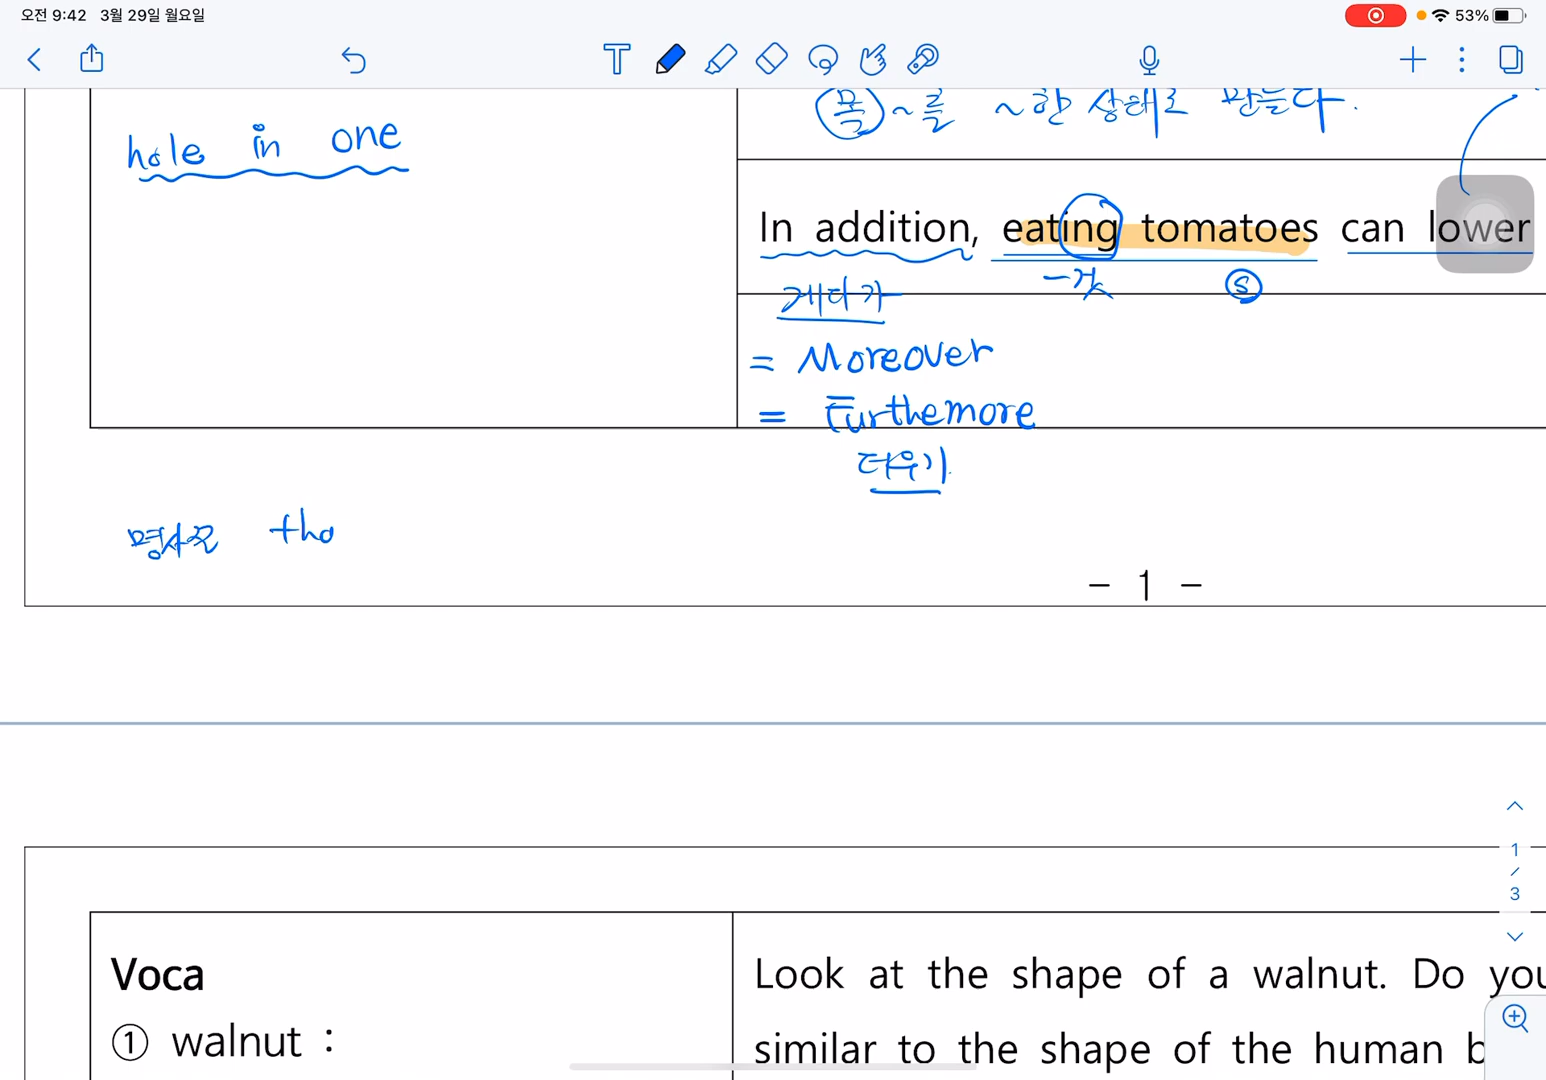 오전 9:42 3월 29일 월요일
53%
목 ~를 ~한 상태로 만든다.
hole in one
In addition, eating tomatoes can lower
-것 S
게다가
= Moreover
= Furthemore
더욱이.
명사절 tha
- 1 -
1
/
3
Voca
① walnut :
Look at the shape of a walnut. Do you
similar to the shape of the human b